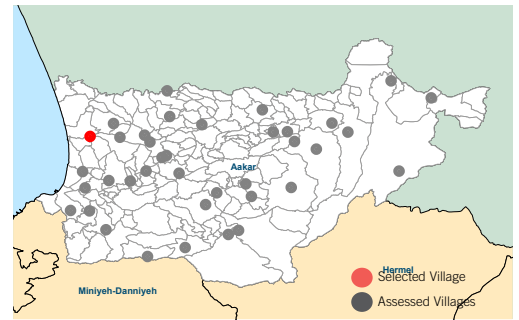 Aakar
Hermel
Selected Village
Miniyeh-Danniyeh
Assessed Villages